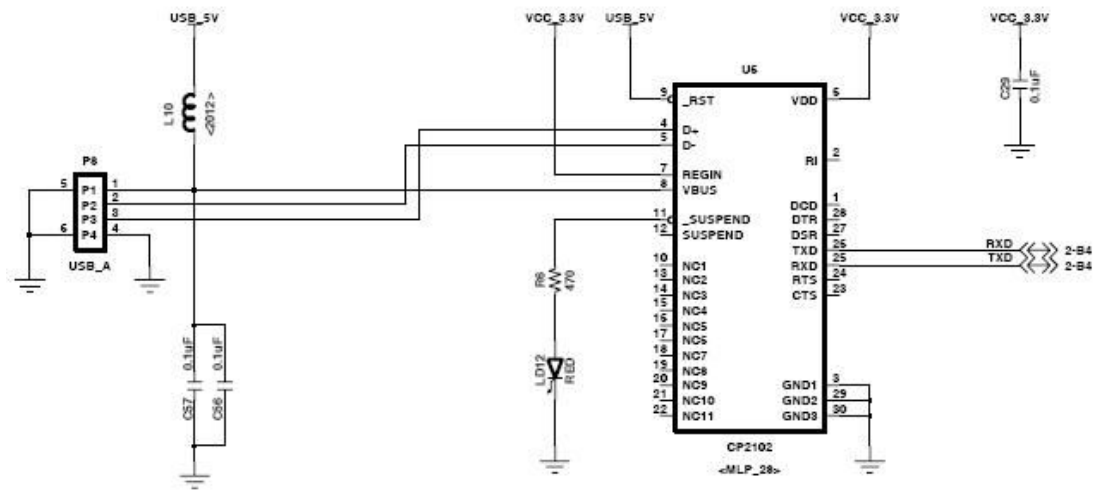 USB_5V
VCC_3.3V
USB_5V
VCC_3.3V
VCC_3.3V
L10
<2012>
C29
0.1uF
9 _RST
VDD 6
4 D+
5 D-
RI 2
7 REGIN
8 VBUS
5 P1 1
P2 2
P3 3
6 P4 4
USB_A
11 _SUSPEND
12 SUSPEND
DCD 1
DTR 28
DSR 27
TXD 26 RXD 2-B4
RXD 25 TXD 2-B4
RTS 24
CTS 23
10 NC1
13 NC2
14 NC3
15 NC4
16 NC5
17 NC6
18 NC7
19 NC8
20 NC9
21 NC10
22 NC11
GND1 3
GND2 29
GND3 30
R6
470
LD12
RED
0.1uF
0.1uF
C57
C56
CP2102
<MLP_28>